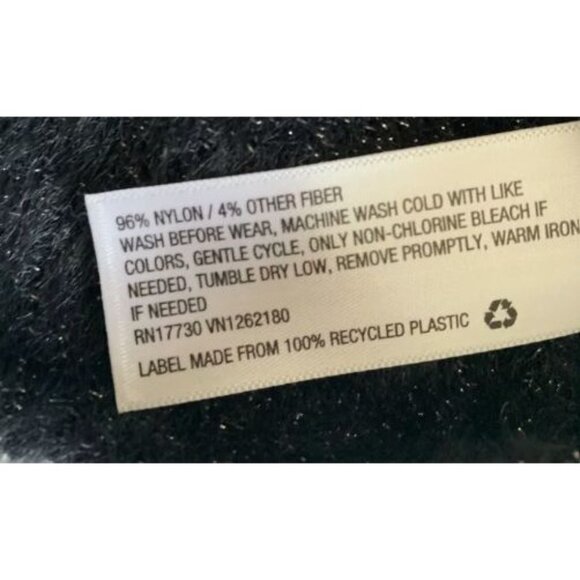 96% NYLON / 4% OTHER FIBER
WASH BEFORE WEAR, MACHINE WASH COLD WITH LIKE
COLORS, GENTLE CYCLE, ONLY NON-CHLORINE BLEACH IF
NEEDED, TUMBLE DRY LOW, REMOVE PROMPTLY, WARM IRON
IF NEEDED
RN17730 VN1262180
LABEL MADE FROM 100% RECYCLED PLASTIC